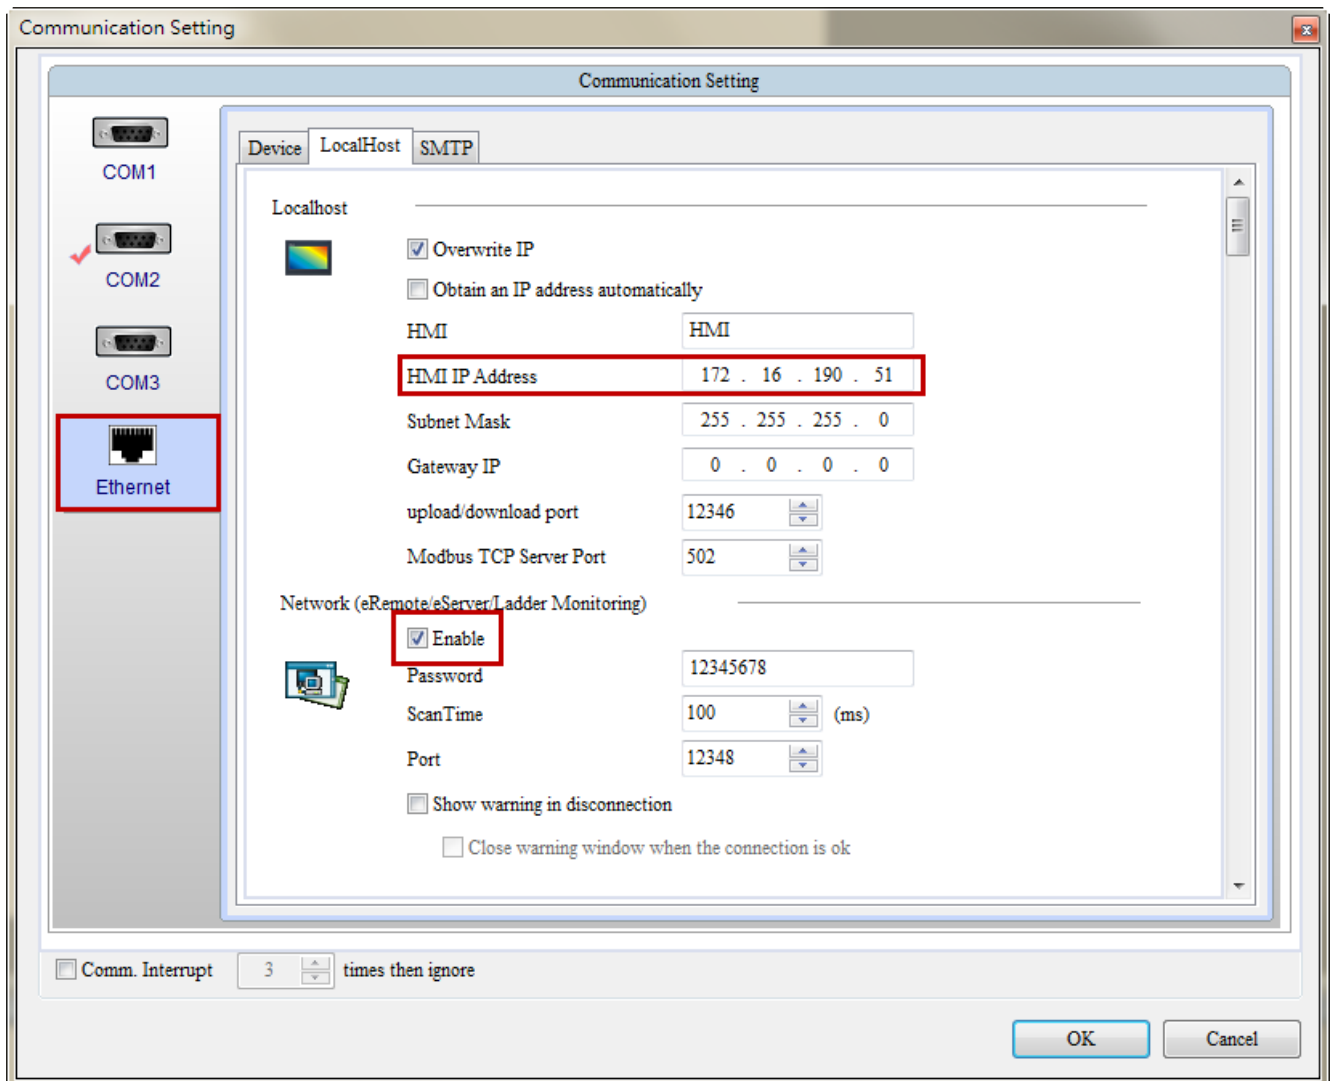 Communication Setting
Communication Setting
COM1
COM2
COM3
Ethernet
Device LocalHost SMTP
Localhost
Overwrite IP
Obtain an IP address automatically
HMI HMI
HMI IP Address 172 . 16 . 190 . 51
Subnet Mask 255 . 255 . 255 . 0
Gateway IP 0 . 0 . 0 . 0
upload/download port 12346
Modbus TCP Server Port 502
Network (eRemote/eServer/Ladder Monitoring)
Enable
Password 12345678
ScanTime 100 (ms)
Port 12348
Show warning in disconnection
Close warning window when the connection is ok
Comm. Interrupt 3 times then ignore
OK Cancel